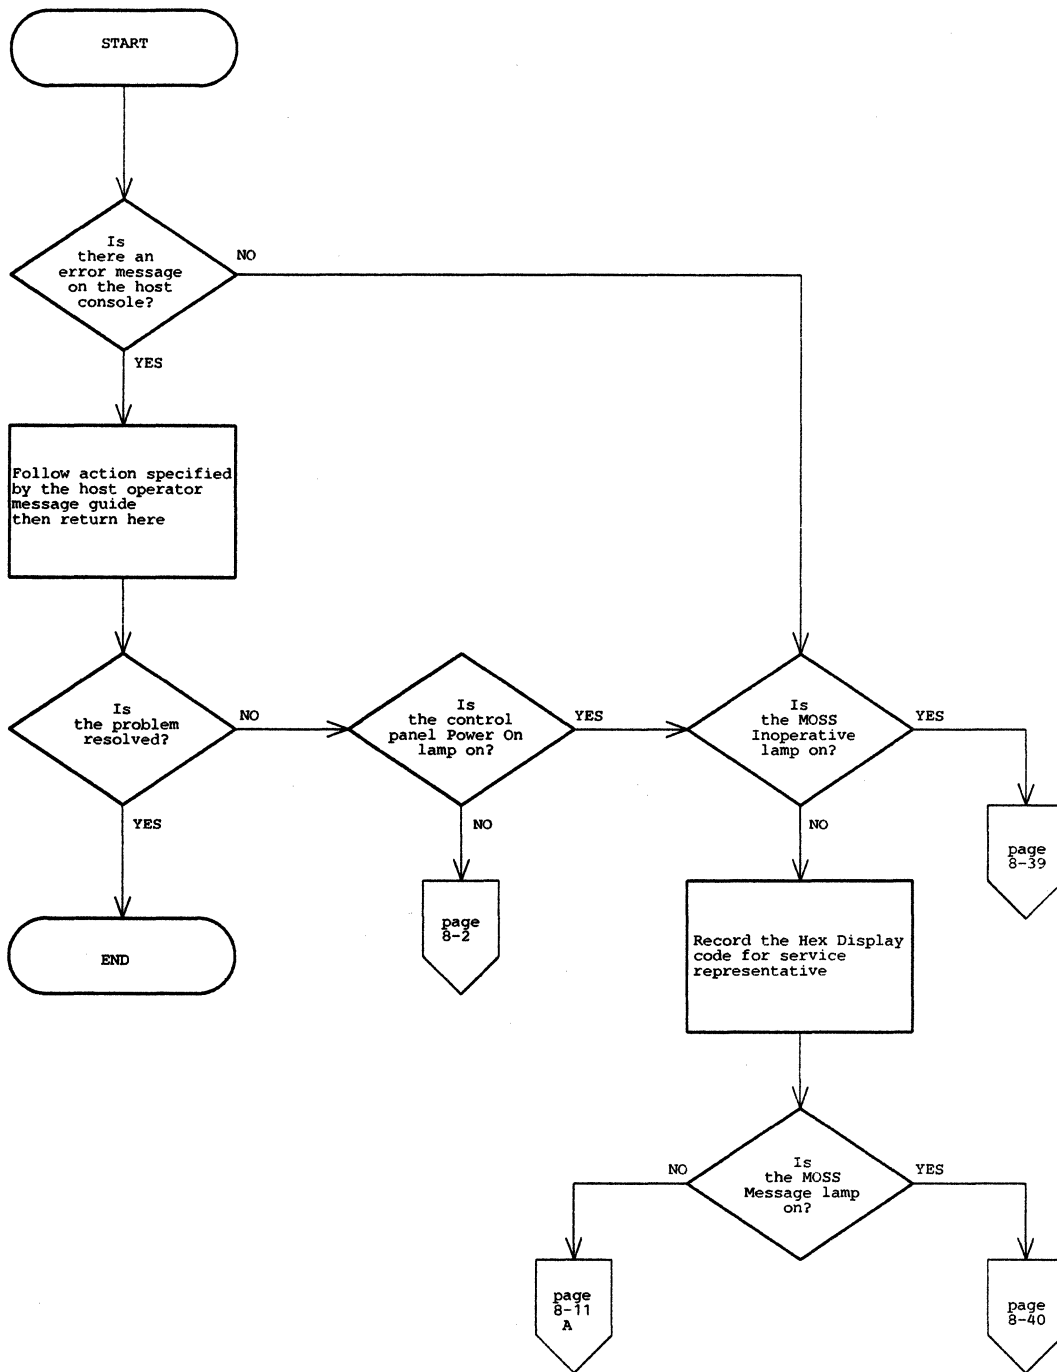 START
Is
there an
error message
on the host
console?
NO
YES
Follow action specified
by the host operator
message guide
then return here
Is
the problem
resolved?
NO
YES
END
Is
the control
panel Power On
lamp on?
YES
NO
page
8-2
Is
the MOSS
Inoperative
lamp on?
YES
page
8-39
NO
Record the Hex Display
code for service
representative
Is
the MOSS
Message lamp
on?
NO
YES
page
8-11
A
page
8-40